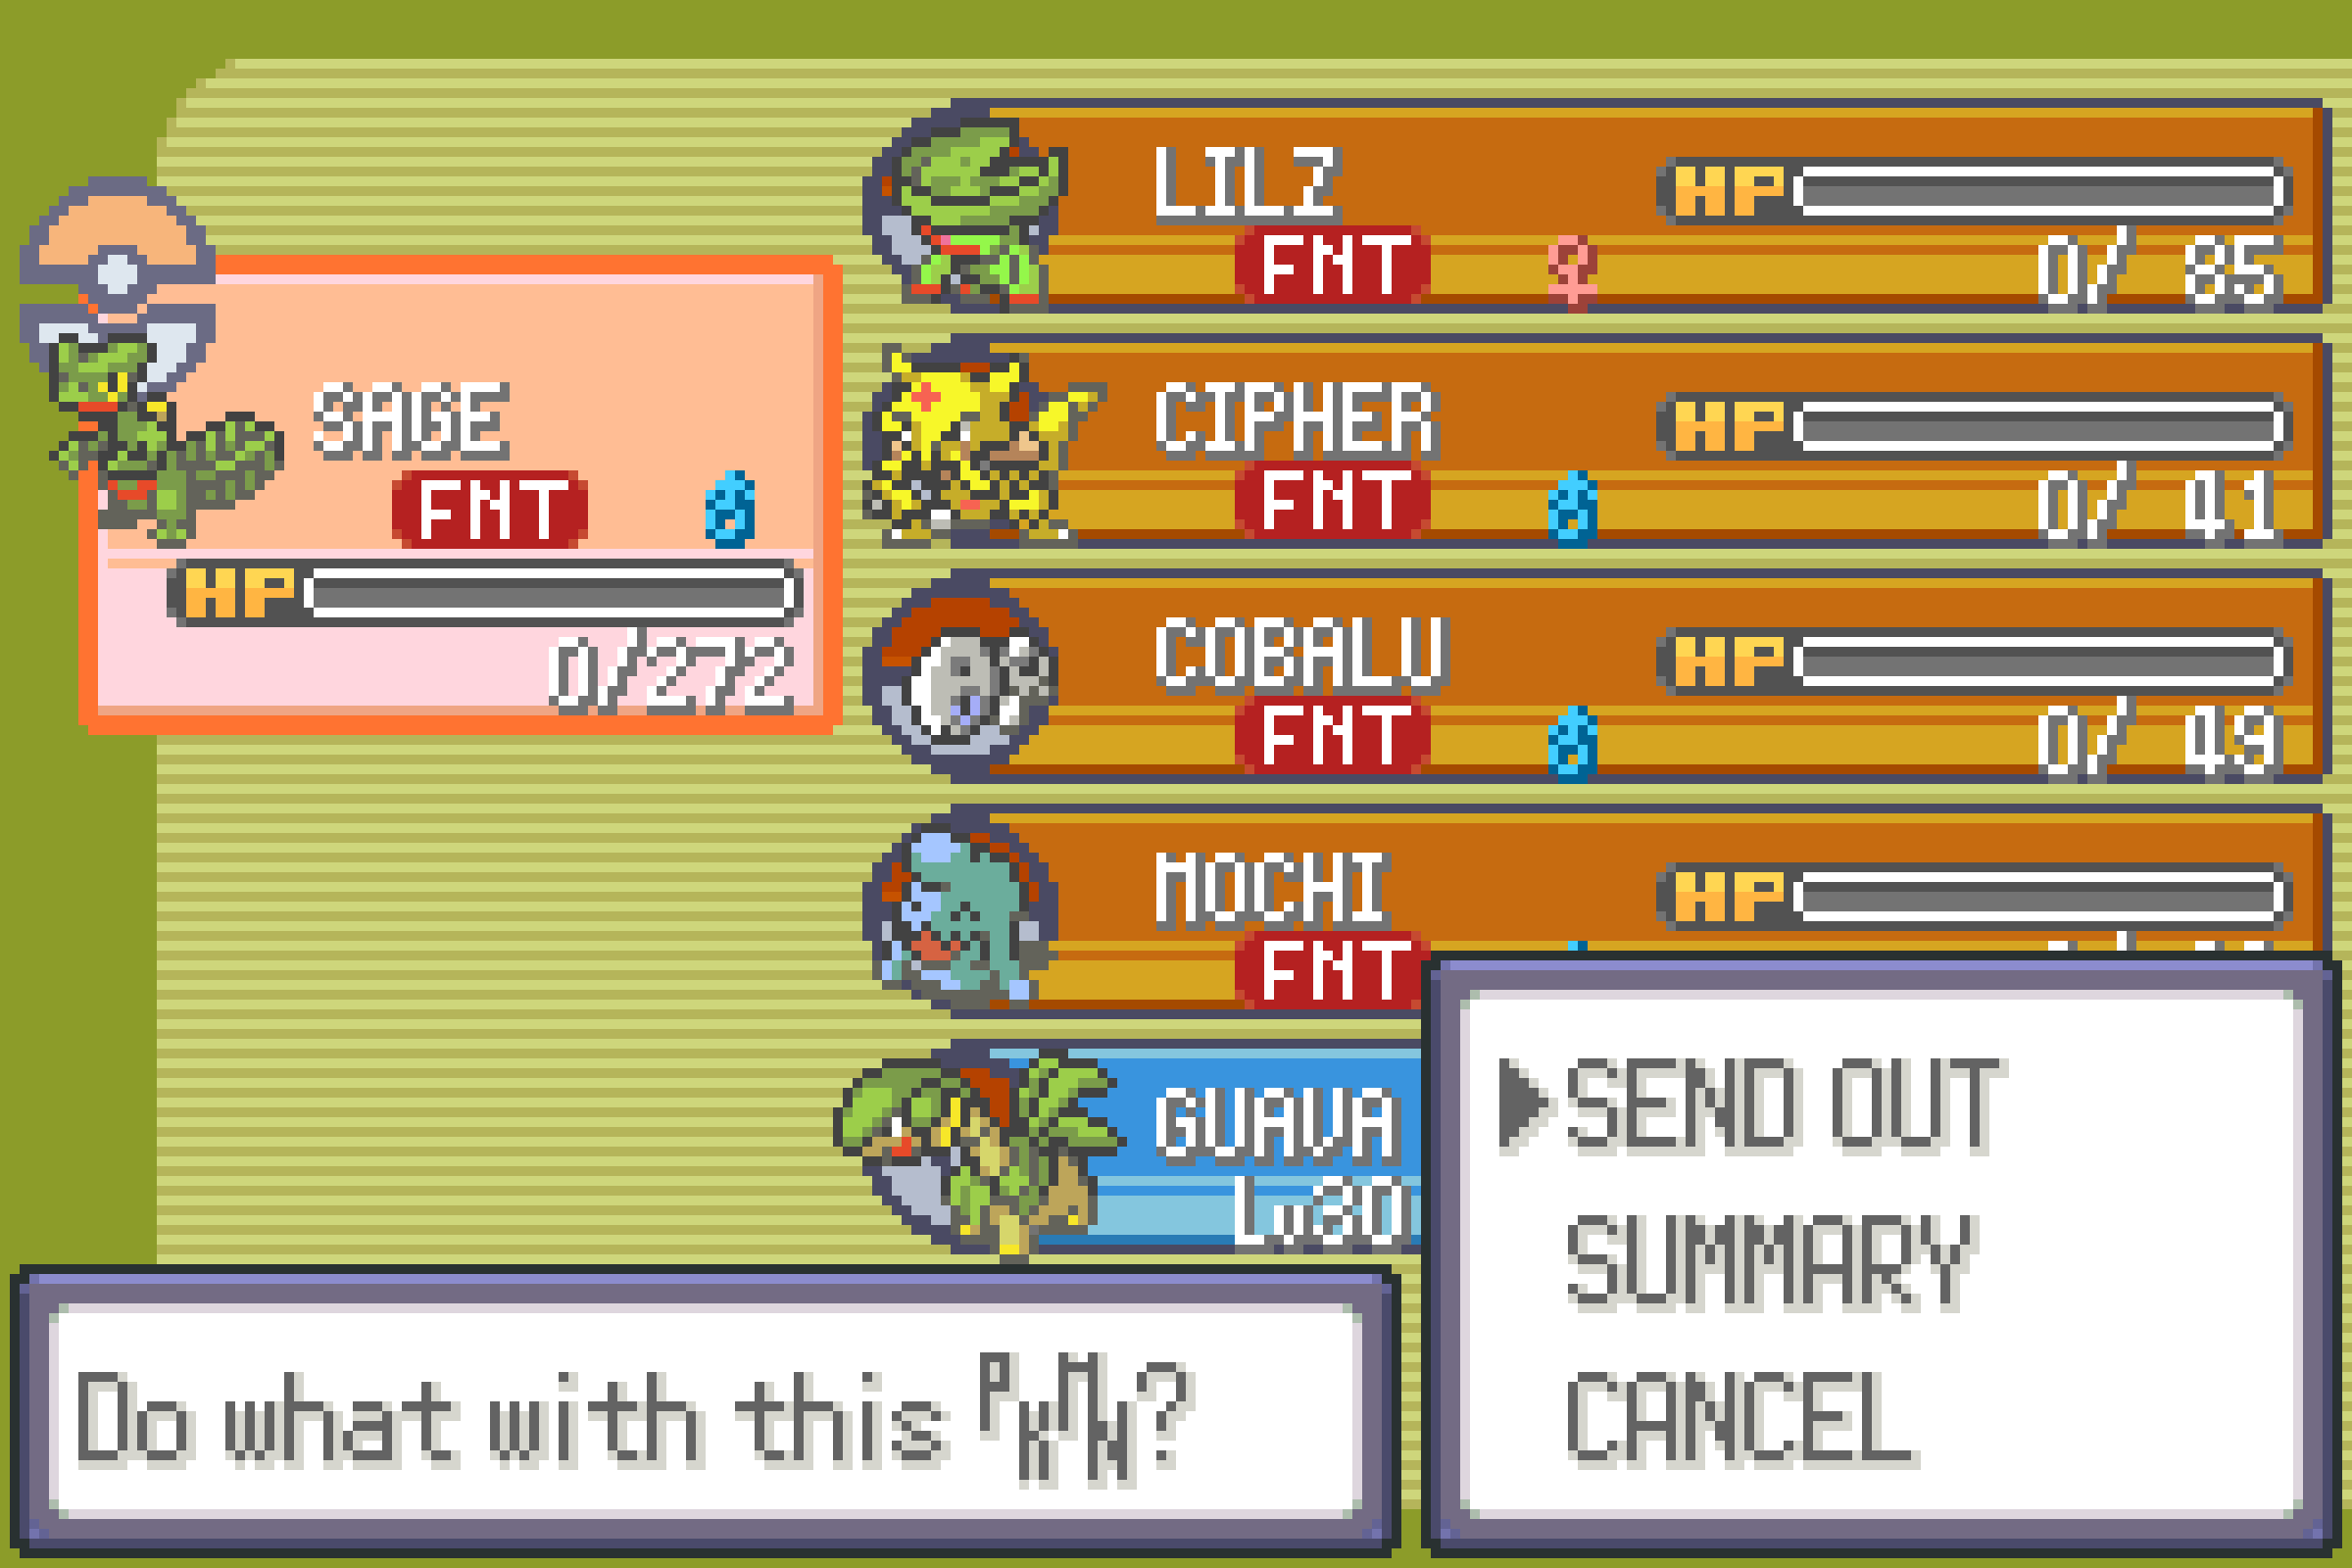 LILZ
HP
FNT ♀ 0/ 85
SAGE
FNT
HP
0/272
CIPHER
HP
FNT 0/ 41
COBALU
HP
FNT 0/ 49
MOCHI
HP
FNT
GUAVA
Do what with this PKMN?
SEND OUT
SUMMARY
CANCEL